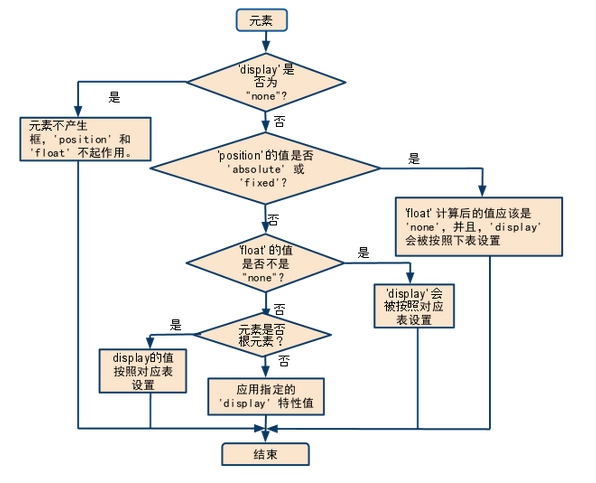 元素
'display'是
否为
"none"?
是
否
元素不产生
框，'position' 和
'float' 不起作用。
'position'的值是否
'absolute' 或
'fixed'?
是
否
'float' 计算后的值应该是
'none'，并且，'display'
会被按照下表设置
'float'的值
是否不是
"none"?
是
否
'display'会
被按照对应
表设置
元素是否
根元素？
是
否
display的值
按照对应表
设置
应用指定的
'display' 特性值
结束